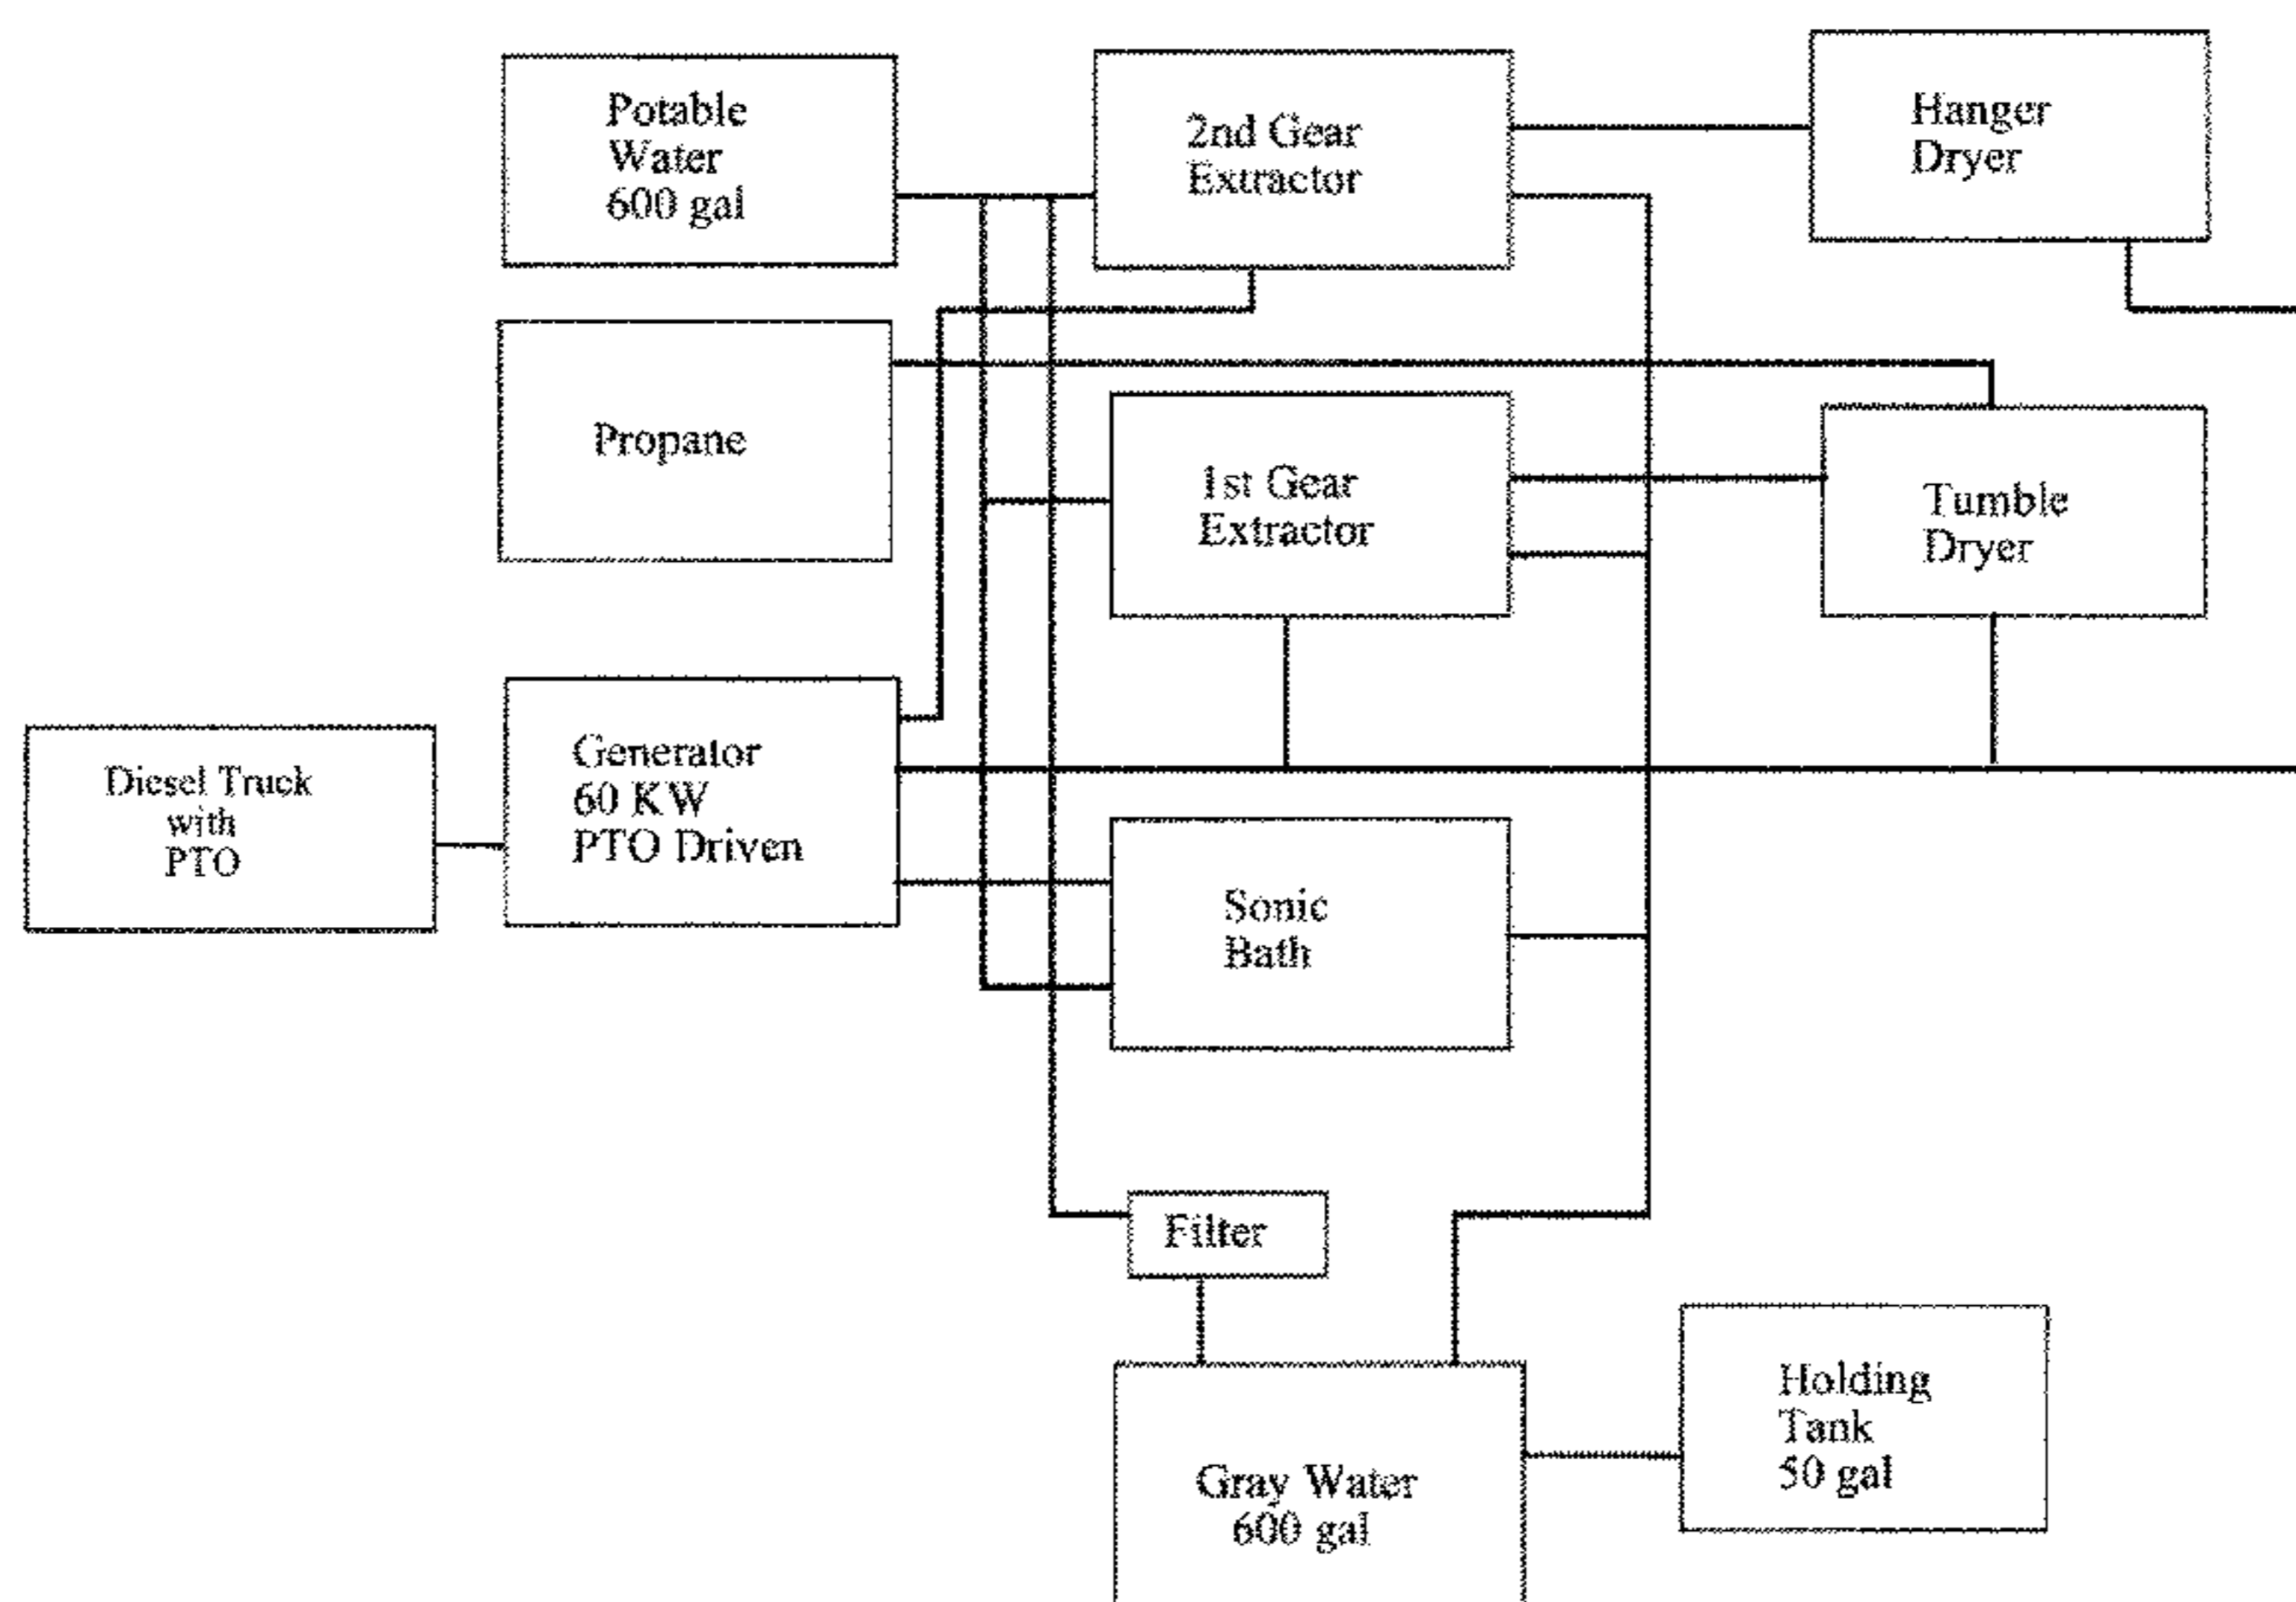 Potable
Water
600 gal
2nd Gear
Extractor
Hanger
Dryer
Propane
1st Gear
Extractor
Tumble
Dryer
Diesel Truck
with
PTO
Generator
60 KW
PTO Driven
Sonic
Bath
Filter
Gray Water
600 gal
Holding
Tank
50 gal